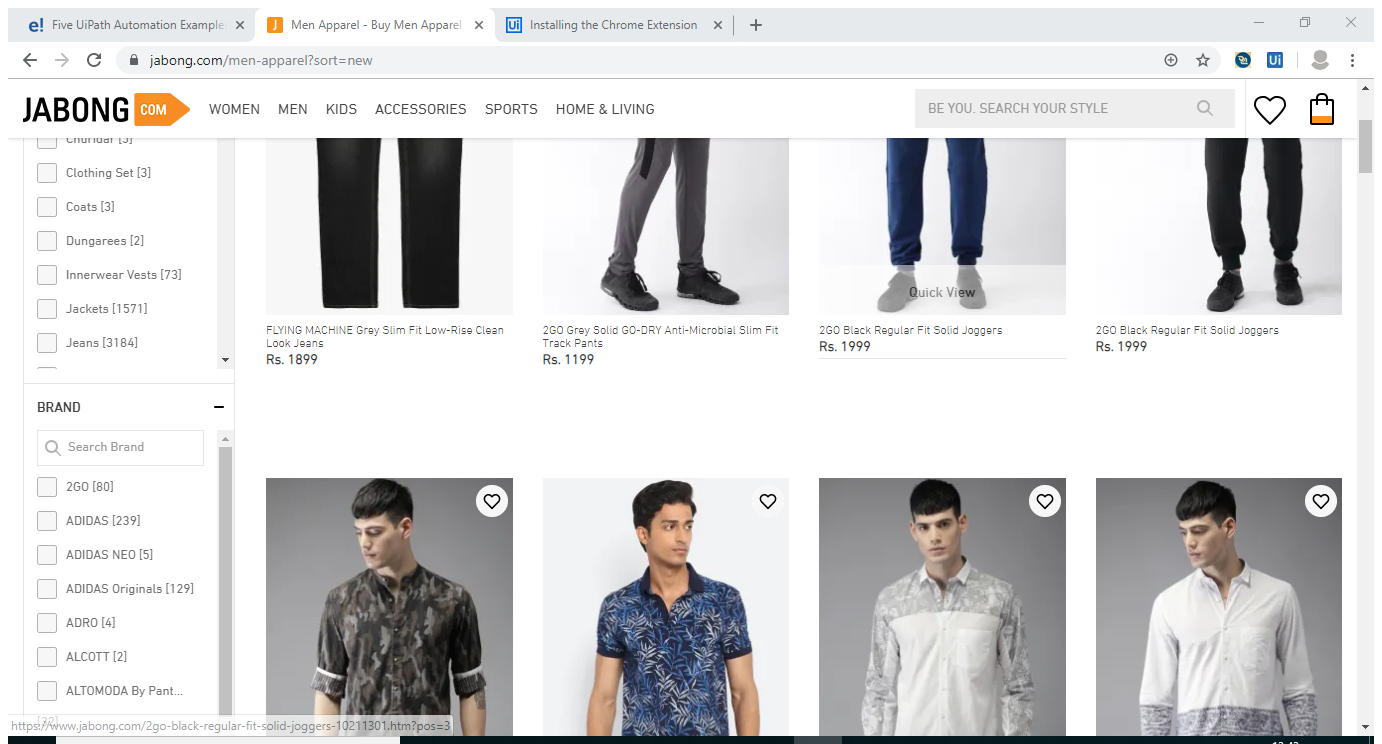 e! Five UiPath Automation Example
J Men Apparel - Buy Men Apparel
Ui Installing the Chrome Extension
jabong.com/men-apparel?sort=new
Ui
JABONG COM
WOMEN MEN KIDS ACCESSORIES SPORTS HOME & LIVING
BE YOU. SEARCH YOUR STYLE
Churidar [3]
Clothing Set [3]
Coats [3]
Dungarees [2]
Innerwear Vests [73]
Jackets [1571]
Jeans [3184]
BRAND
Search Brand
2GO [80]
ADIDAS [239]
ADIDAS NEO [5]
ADIDAS Originals [129]
ADRO [4]
ALCOTT [2]
ALTOMODA By Pant...
[32]
Quick View
FLYING MACHINE Grey Slim Fit Low-Rise Clean
Look Jeans
Rs. 1899
2GO Grey Solid GO-DRY Anti-Microbial Slim Fit
Track Pants
Rs. 1199
2GO Black Regular Fit Solid Joggers
Rs. 1999
2GO Black Regular Fit Solid Joggers
Rs. 1999
https://www.jabong.com/2go-black-regular-fit-solid-joggers-10211301.htm?pos=3